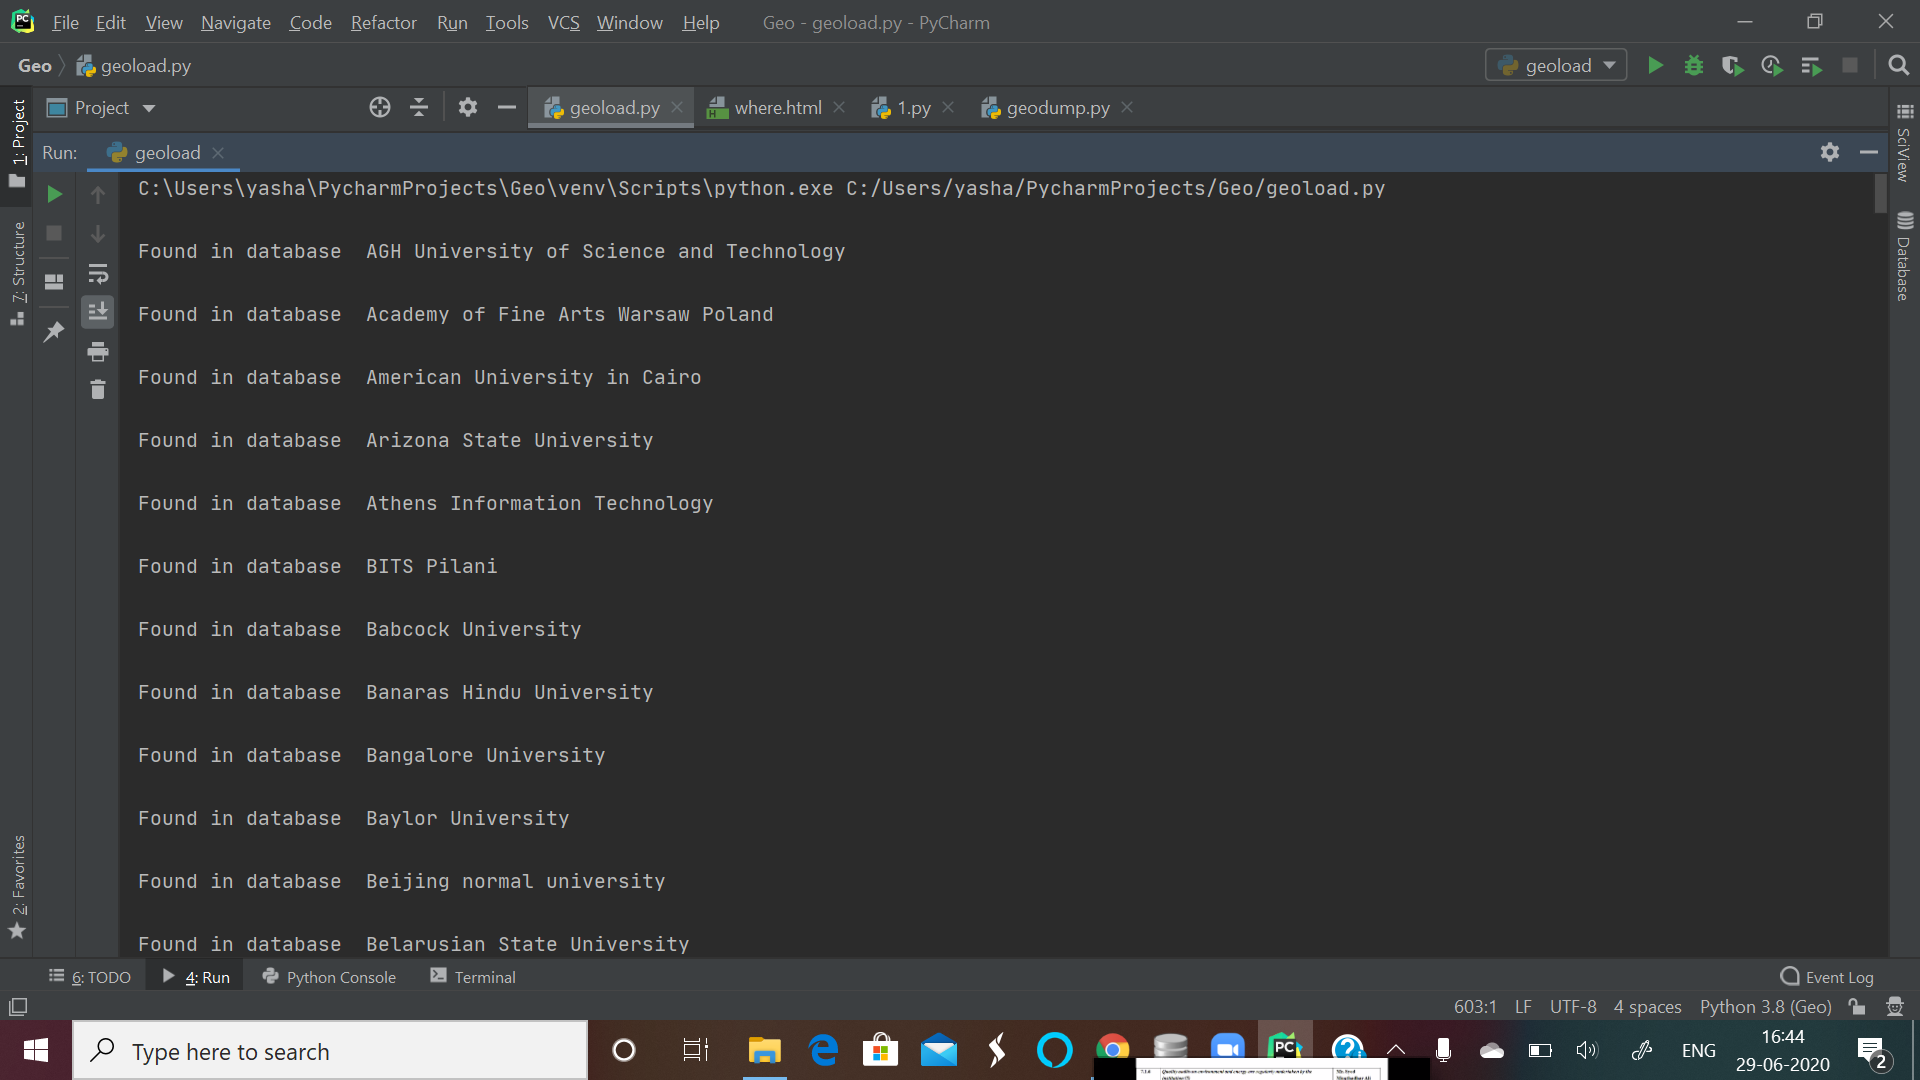 File Edit View Navigate Code Refactor Run Tools VCS Window Help Geo - geoload.py - PyCharm
Geo geoload.py geoload
Project geoload.py where.html 1.py geodump.py
1: Project
7: Structure
2: Favorites
SciView
Database
Run: geoload
C:\Users\yasha\PycharmProjects\Geo\venv\Scripts\python.exe C:/Users/yasha/PycharmProjects/Geo/geoload.py
Found in database  AGH University of Science and Technology
Found in database  Academy of Fine Arts Warsaw Poland
Found in database  American University in Cairo
Found in database  Arizona State University
Found in database  Athens Information Technology
Found in database  BITS Pilani
Found in database  Babcock University
Found in database  Banaras Hindu University
Found in database  Bangalore University
Found in database  Baylor University
Found in database  Beijing normal university
Found in database  Belarusian State University
6: TODO 4: Run Python Console Terminal Event Log
603:1 LF UTF-8 4 spaces Python 3.8 (Geo)
Type here to search
PC
ENG
16:44
29-06-2020
2